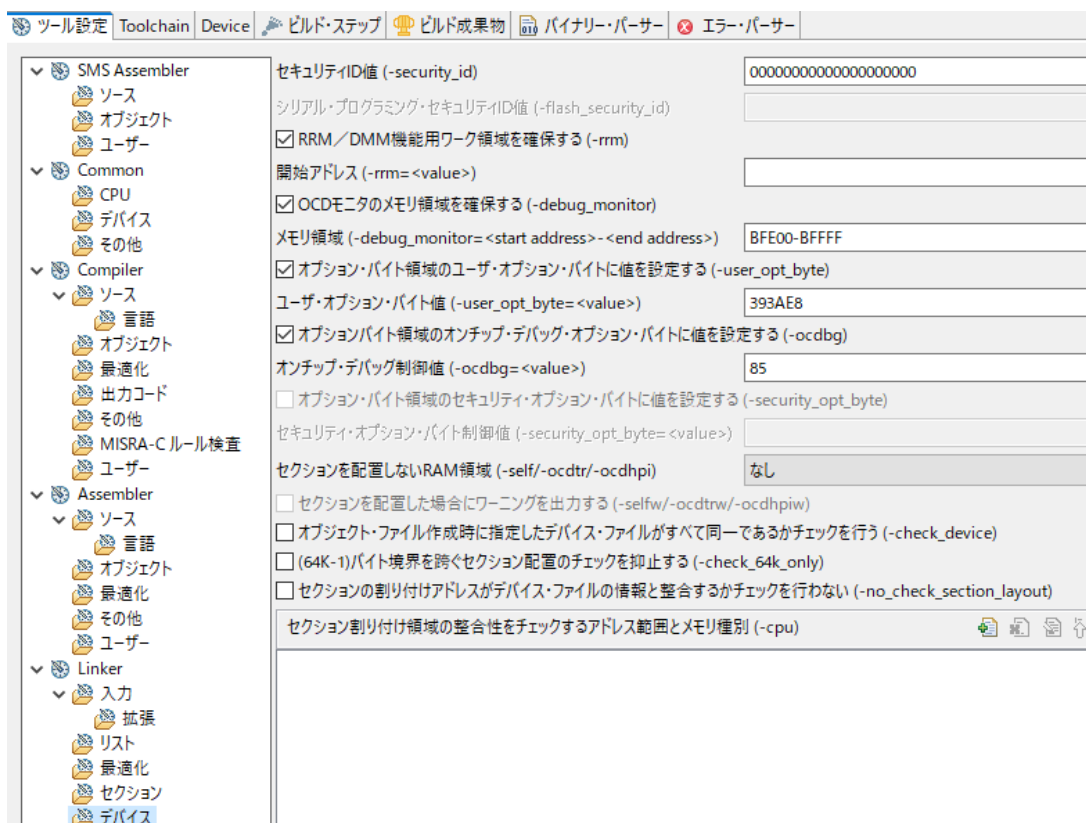 ツール設定 Toolchain Device ビルド・ステップ ビルド成果物 バイナリー・パーサー エラー・パーサー
SMS Assembler
ソース
オブジェクト
ユーザー
Common
CPU
デバイス
その他
Compiler
ソース
言語
オブジェクト
最適化
出力コード
その他
MISRA-C ルール検査
ユーザー
Assembler
ソース
言語
オブジェクト
最適化
その他
ユーザー
Linker
入力
拡張
リスト
最適化
セクション
デバイス
セキュリティID値 (-security_id) 00000000000000000000
シリアル・プログラミング・セキュリティID値 (-flash_security_id)
RRM/DMM機能用ワーク領域を確保する (-rrm)
開始アドレス (-rrm=<value>)
OCDモニタのメモリ領域を確保する (-debug_monitor)
メモリ領域 (-debug_monitor=<start address>-<end address>) BFE00-BFFFF
オプション・バイト領域のユーザ・オプション・バイトに値を設定する (-user_opt_byte)
ユーザ・オプション・バイト値 (-user_opt_byte=<value>) 393AE8
オプションバイト領域のオンチップ・デバッグ・オプション・バイトに値を設定する (-ocdbg)
オンチップ・デバッグ制御値 (-ocdbg=<value>) 85
オプション・バイト領域のセキュリティ・オプション・バイトに値を設定する (-security_opt_byte)
セキュリティ・オプション・バイト制御値 (-security_opt_byte=<value>)
セクションを配置しないRAM領域 (-self/-ocdtr/-ocdhpi) なし
セクションを配置した場合にワーニングを出力する (-selfw/-ocdtrw/-ocdhpiw)
オブジェクト・ファイル作成時に指定したデバイス・ファイルがすべて同一であるかチェックを行う (-check_device)
(64K-1)バイト境界を跨ぐセクション配置のチェックを抑止する (-check_64k_only)
セクションの割り付けアドレスがデバイス・ファイルの情報と整合するかチェックを行わない (-no_check_section_layout)
セクション割り付け領域の整合性をチェックするアドレス範囲とメモリ種別 (-cpu)